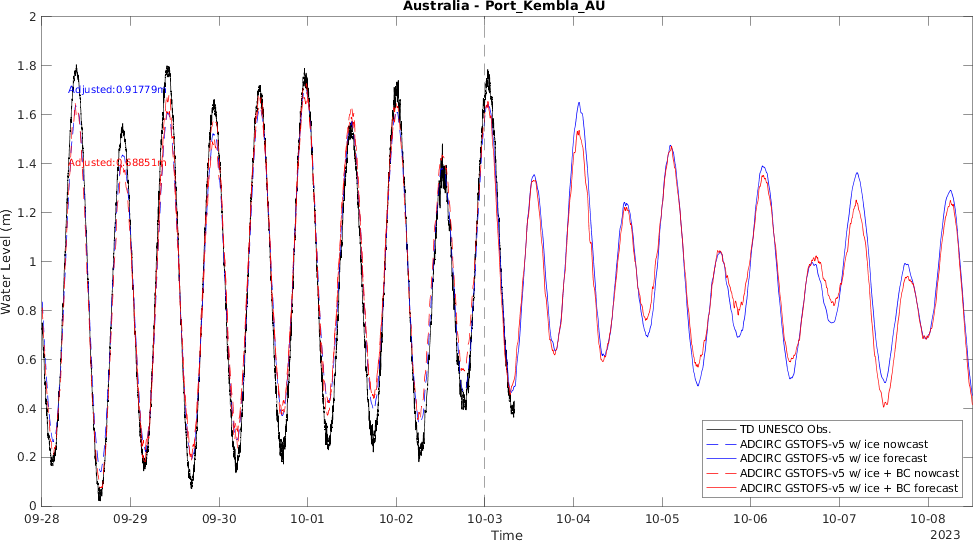 Australia - Port_Kembla_AU
2
1.8
1.6
1.4
1.2
1
0.8
0.6
0.4
0.2
0
Water Level (m)
Adjusted:0.91779m
Adjusted:0.68851m
TD UNESCO Obs.
ADCIRC GSTOFS-v5 w/ ice nowcast
ADCIRC GSTOFS-v5 w/ ice forecast
ADCIRC GSTOFS-v5 w/ ice + BC nowcast
ADCIRC GSTOFS-v5 w/ ice + BC forecast
09-28 09-29 09-30 10-01 10-02 10-03 10-04 10-05 10-06 10-07 10-08
Time
2023